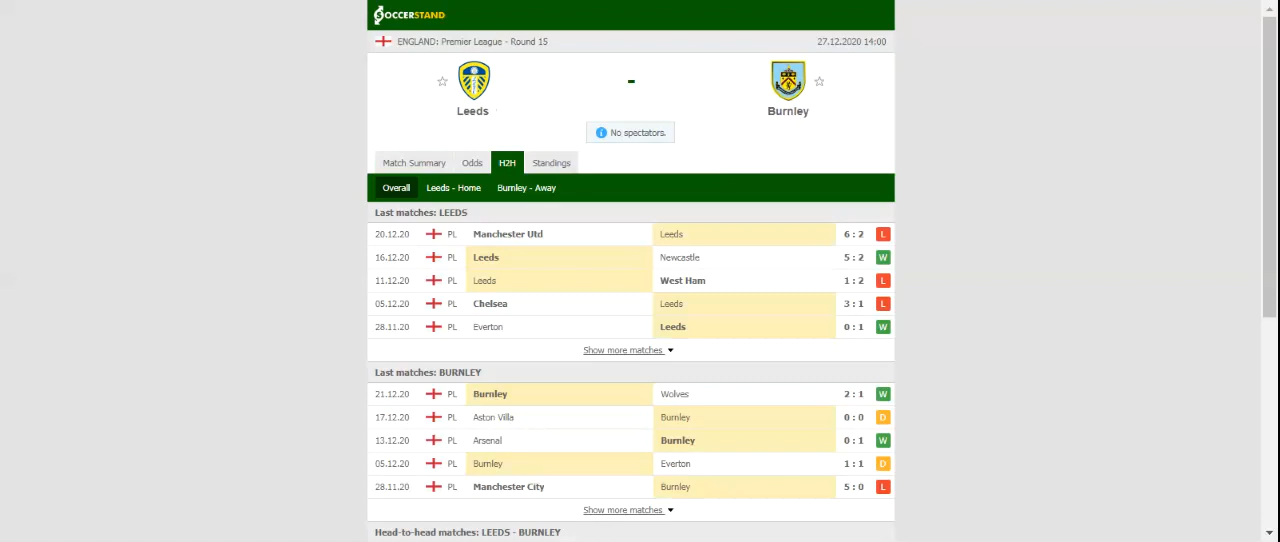 SOCCERSTAND
ENGLAND: Premier League - Round 15 27.12.2020 14:00
-
Leeds Burnley
No spectators.
Match Summary Odds H2H Standings
Overall Leeds - Home Burnley - Away
Last matches: LEEDS
20.12.20 PL Manchester Utd Leeds 6 : 2 L
16.12.20 PL Leeds Newcastle 5 : 2 W
11.12.20 PL Leeds West Ham 1 : 2 L
05.12.20 PL Chelsea Leeds 3 : 1 L
28.11.20 PL Everton Leeds 0 : 1 W
Show more matches
Last matches: BURNLEY
21.12.20 PL Burnley Wolves 2 : 1 W
17.12.20 PL Aston Villa Burnley 0 : 0 D
13.12.20 PL Arsenal Burnley 0 : 1 W
05.12.20 PL Burnley Everton 1 : 1 D
28.11.20 PL Manchester City Burnley 5 : 0 L
Show more matches
Head-to-head matches: LEEDS - BURNLEY